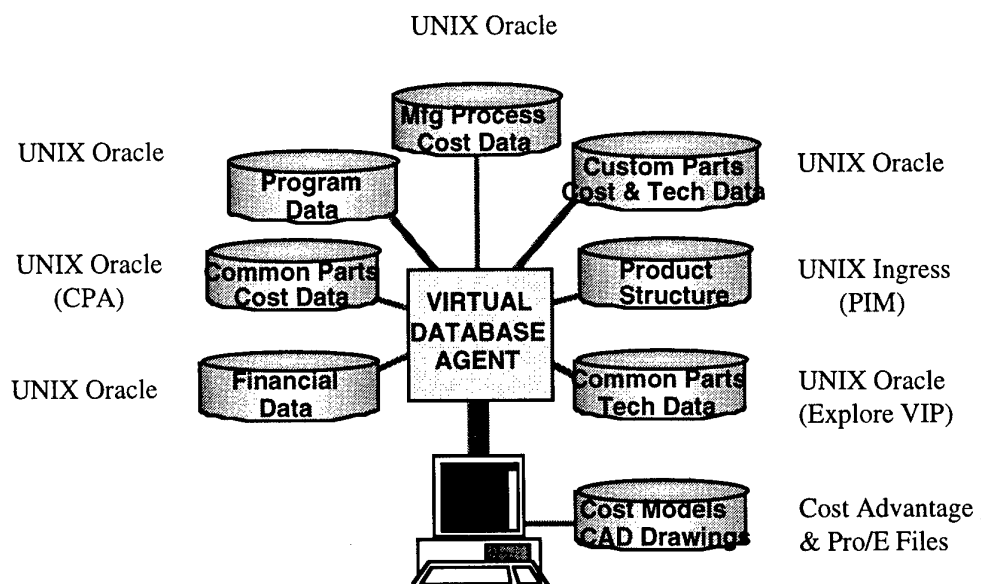 UNIX Oracle
Mfg Process
Cost Data
UNIX Oracle
Program
Data
Custom Parts
Cost & Tech Data
UNIX Oracle
UNIX Oracle
(CPA)
Common Parts
Cost Data
VIRTUAL
DATABASE
AGENT
Product
Structure
UNIX Ingress
(PIM)
UNIX Oracle
Financial
Data
Common Parts
Tech Data
UNIX Oracle
(Explore VIP)
Cost Models
CAD Drawings
Cost Advantage
& Pro/E Files